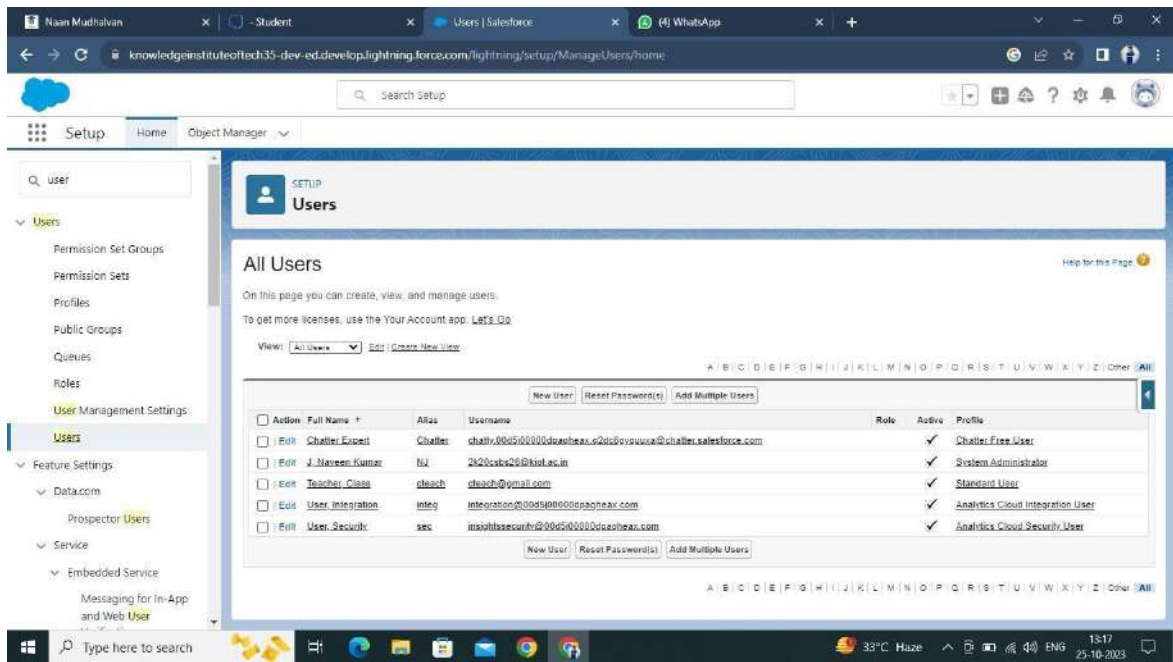 Naan Mudhalvan
- Student
Users | Salesforce
(4) WhatsApp
knowledgeinstituteoftech35-dev-ed.develop.lightning.force.com/lightning/setup/ManageUsers/home
Search Setup
Setup
Home
Object Manager
user
Users
Permission Set Groups
Permission Sets
Profiles
Public Groups
Queues
Roles
User Management Settings
Users
Feature Settings
Data.com
Prospector Users
Service
Embedded Service
Messaging for In-App
and Web User
SETUP
Users
All Users
Help for this Page
On this page you can create, view, and manage users.
To get more licenses, use the Your Account app. Let's Go
View: All Users Edit | Create New View
A | B | C | D | E | F | G | H | I | J | K | L | M | N | O | P | Q | R | S | T | U | V | W | X | Y | Z | Other All
New User Reset Password(s) Add Multiple Users
Action Full Name ↑ Alias Username Role Active Profile
Edit Chatter Expert Chatter Chatter Free User
Edit J, Naveen Kumar NJ 2k20csbs26@kiot.ac.in System Administrator
Edit Teacher, Class cteach cteach@gmail.com Standard User
Edit User, Integration integ Analytics Cloud Integration User
Edit User, Security sec Analytics Cloud Security User
New User Reset Password(s) Add Multiple Users
A | B | C | D | E | F | G | H | I | J | K | L | M | N | O | P | Q | R | S | T | U | V | W | X | Y | Z | Other All
Type here to search
33°C Haze
ENG
13:17
25-10-2023